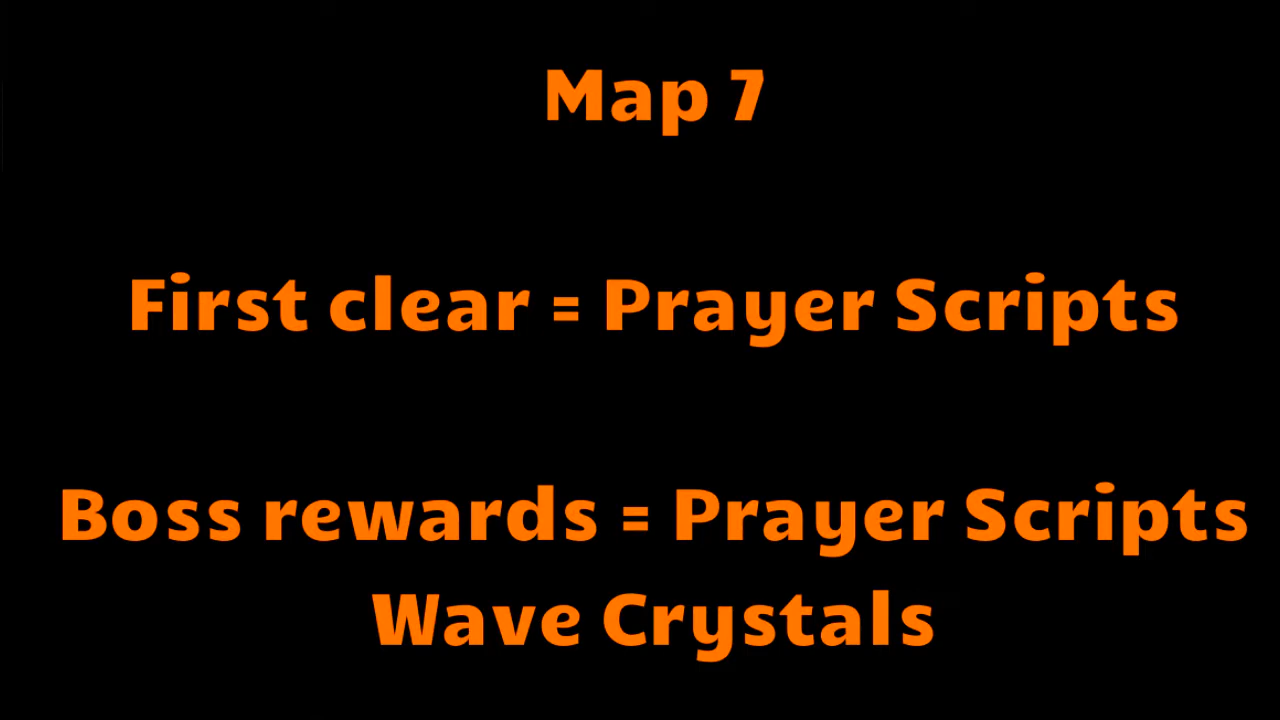 Map 7
First clear = Prayer Scripts
Boss rewards = Prayer Scripts
Wave Crystals